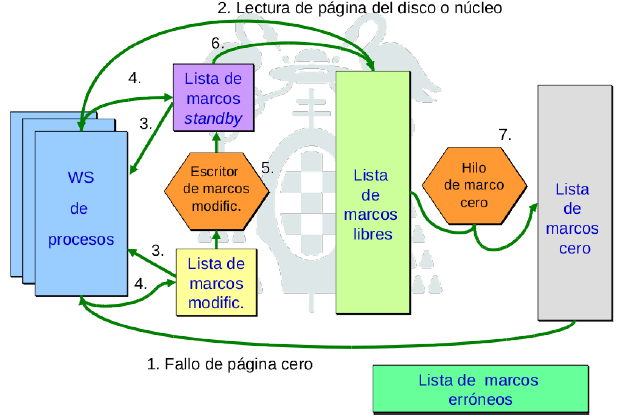 2. Lectura de página del disco o núcleo
6.
4.
Lista de
marcos
standby
3.
7.
WS
de
procesos
Escritor
de marcos
modific.
5.
Lista
de
marcos
libres
Hilo
de marco
cero
Lista
de
marcos
cero
3.
4.
Lista de
marcos
modific.
1. Fallo de página cero
Lista de marcos
erróneos